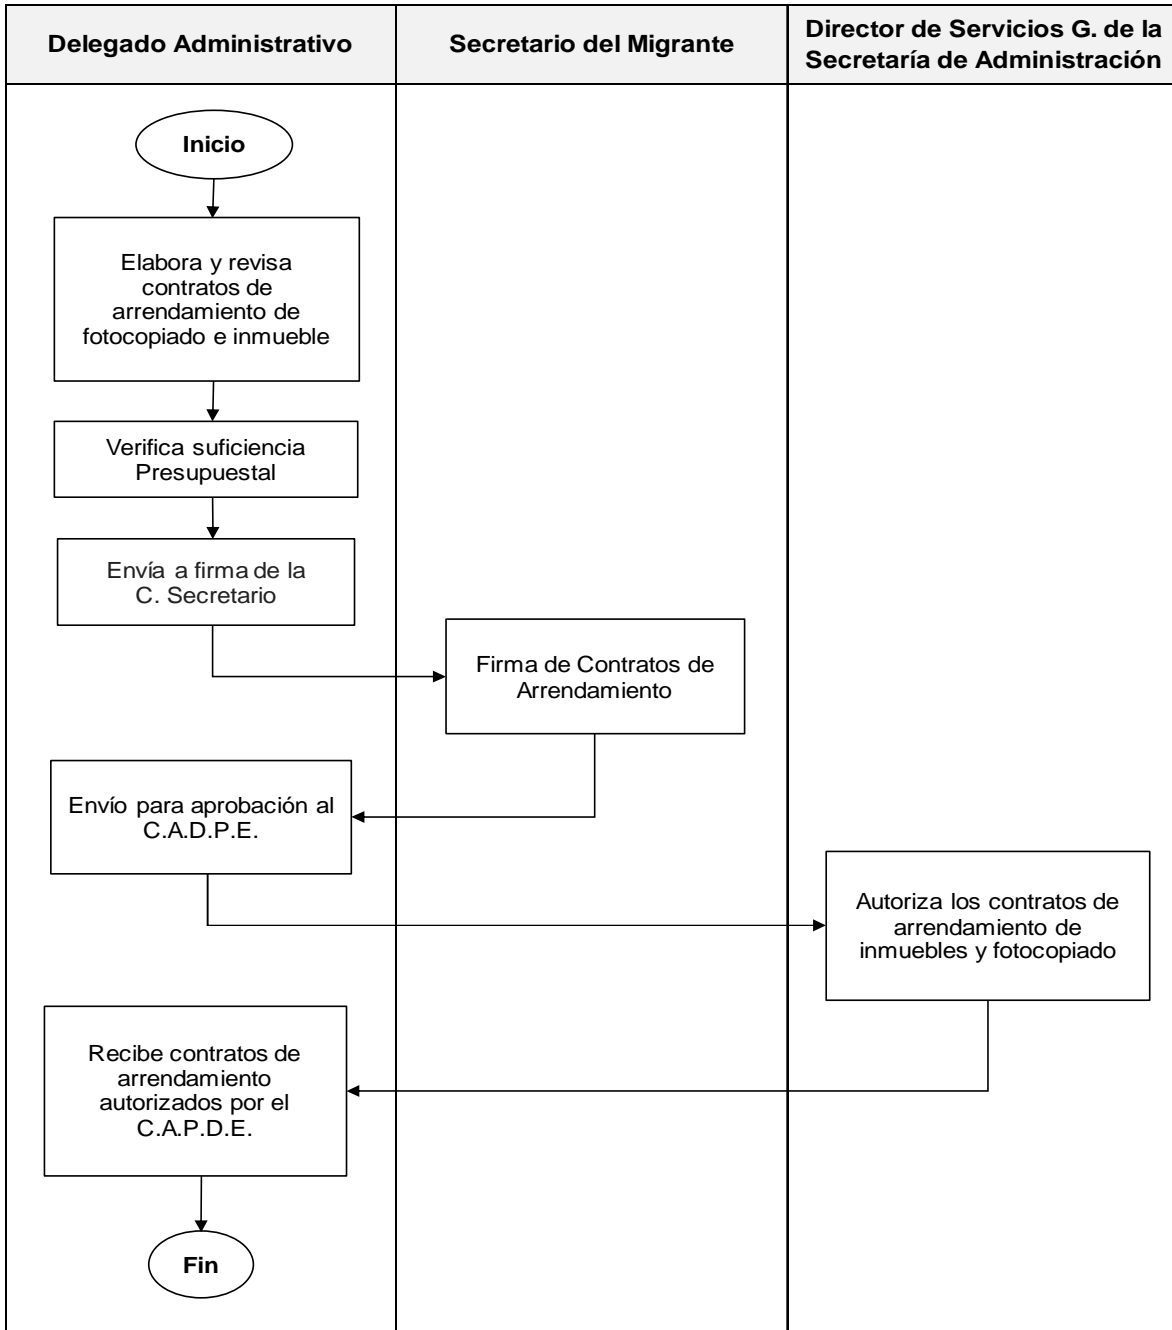 Delegado Administrativo
Secretario del Migrante
Director de Servicios G. de la
Secretaría de Administración
Inicio
Elabora y revisa
contratos de
arrendamiento de
fotocopiado e inmueble
Verifica suficiencia
Presupuestal
Envía a firma de la
C. Secretario
Firma de Contratos de
Arrendamiento
Envío para aprobación al
C.A.D.P.E.
Autoriza los contratos de
arrendamiento de
inmuebles y fotocopiado
Recibe contratos de
arrendamiento
autorizados por el
C.A.P.D.E.
Fin